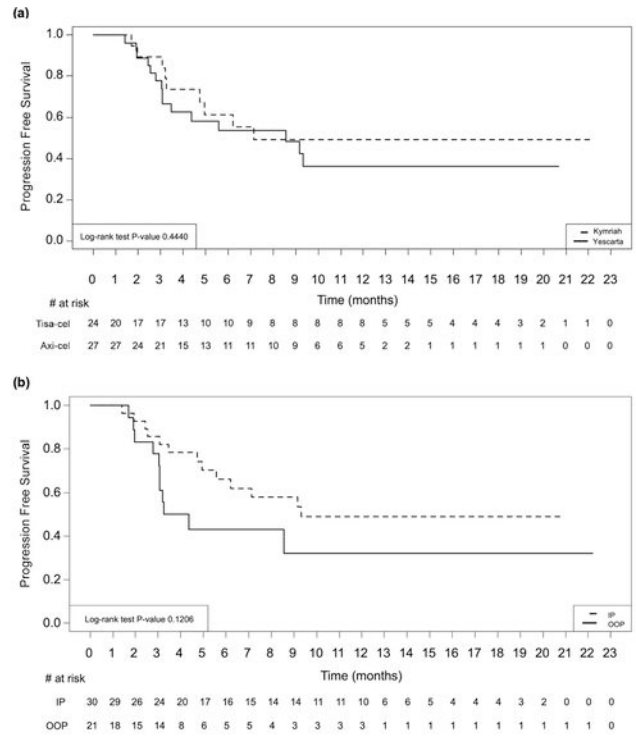 (a)
Progression Free Survival
1.0
0.8
0.6
0.4
0.2
0.0
Log-rank test P-value 0.4440
Kymriah
Yescarta
0 1 2 3 4 5 6 7 8 9 10 11 12 13 14 15 16 17 18 19 20 21 22 23
Time (months)
# at risk
Tisa-cel 24 20 17 17 13 10 10 9 8 8 8 8 8 5 5 5 4 4 4 3 2 1 1 0
Axi-cel 27 27 24 21 15 13 11 11 10 9 6 6 5 2 2 1 1 1 1 1 1 0 0 0
(b)
Progression Free Survival
1.0
0.8
0.6
0.4
0.2
0.0
Log-rank test P-value 0.1206
IP
OOP
0 1 2 3 4 5 6 7 8 9 10 11 12 13 14 15 16 17 18 19 20 21 22 23
Time (months)
# at risk
IP 30 29 26 24 20 17 16 15 14 14 11 11 10 6 6 5 4 4 4 3 2 0 0 0
OOP 21 18 15 14 8 6 5 5 4 3 3 3 3 1 1 1 1 1 1 1 1 1 1 0